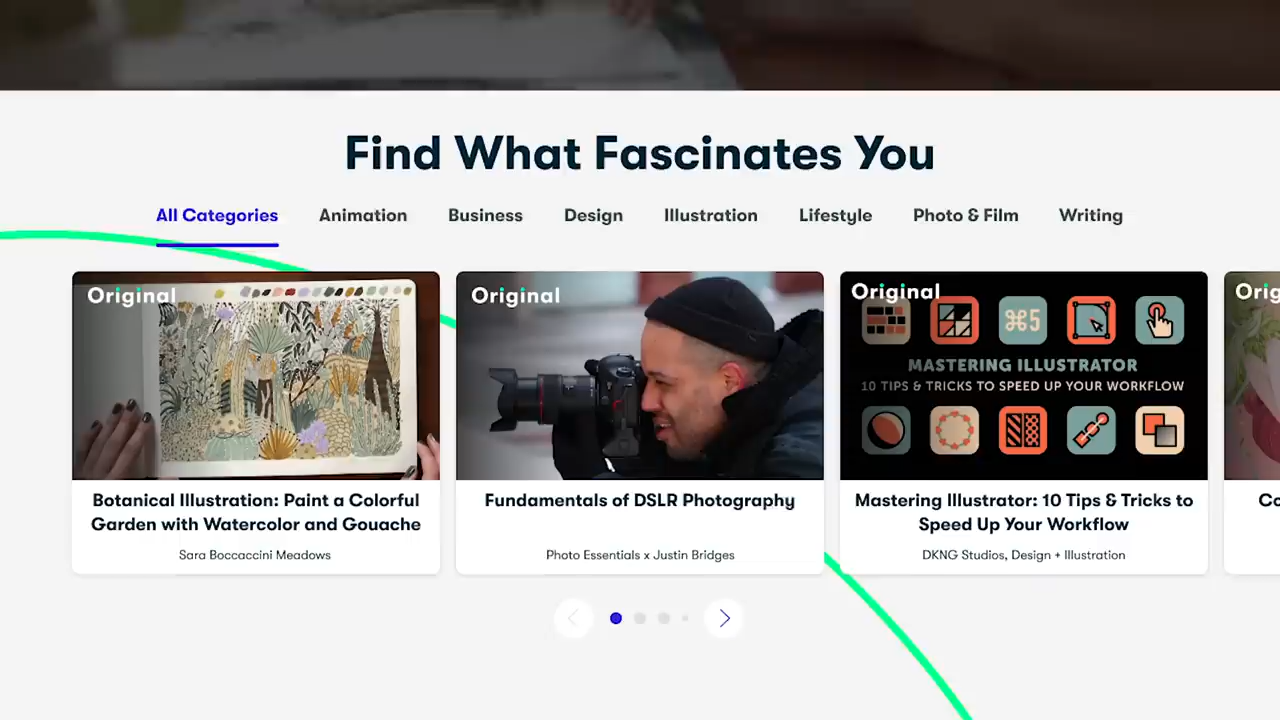 Find What Fascinates You
All Categories Animation Business Design Illustration Lifestyle Photo & Film Writing
Original
Original
Original
Orig
⌘5
MASTERING ILLUSTRATOR
10 TIPS & TRICKS TO SPEED UP YOUR WORKFLOW
Botanical Illustration: Paint a Colorful
Garden with Watercolor and Gouache
Sara Boccaccini Meadows
Fundamentals of DSLR Photography
Photo Essentials x Justin Bridges
Mastering Illustrator: 10 Tips & Tricks to
Speed Up Your Workflow
DKNG Studios, Design + Illustration
Co